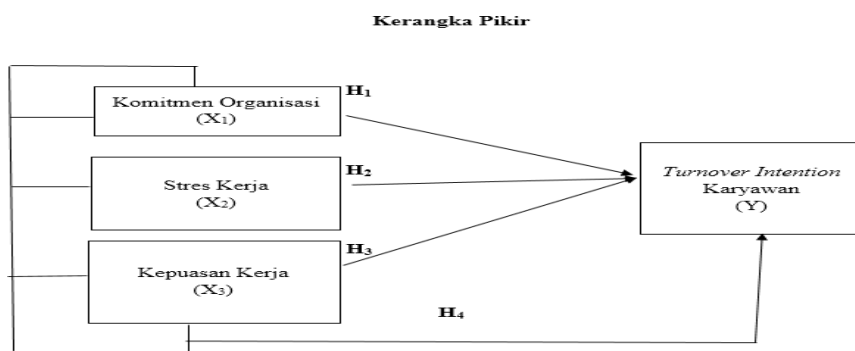 Kerangka Pikir
Komitmen Organisasi
(X₁)
H₁
Stres Kerja
(X₂)
H₂
Kepuasan Kerja
(X₃)
H₃
Turnover Intention
Karyawan
(Y)
H₄